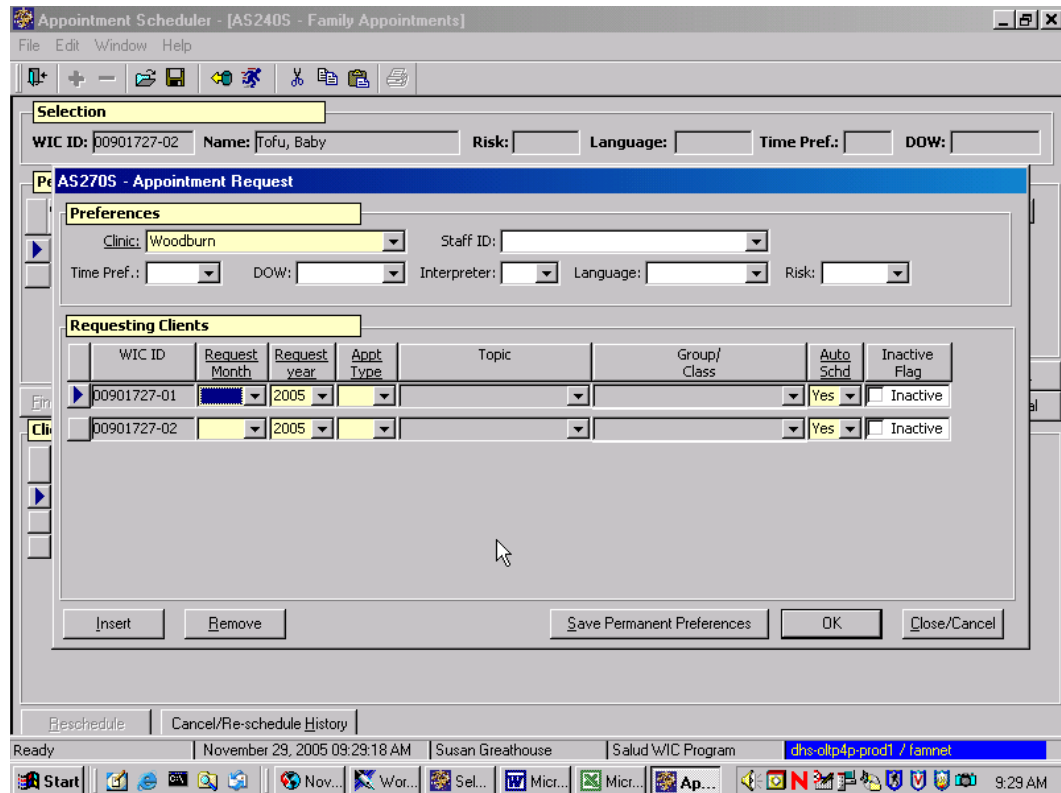 Appointment Scheduler - [AS240S - Family Appointments]
File Edit Window Help
Selection
WIC ID: 00901727-02 Name: Tofu, Baby Risk: Language: Time Pref.: DOW:
AS270S - Appointment Request
Preferences
Clinic: Woodburn Staff ID:
Time Pref.: DOW: Interpreter: Language: Risk:
Requesting Clients
WIC ID Request Month Request year Appt Type Topic Group/ Class Auto Schd Inactive Flag
00901727-01 2005 Yes Inactive
00901727-02 2005 Yes Inactive
Insert Remove Save Permanent Preferences OK Close/Cancel
Reschedule Cancel/Re-schedule History
Ready November 29, 2005 09:29:18 AM Susan Greathouse Salud WIC Program dhs-oltp4p-prod1 / famnet
Start Nov... Wor... Sel... Micr... Micr... Ap... 9:29 AM